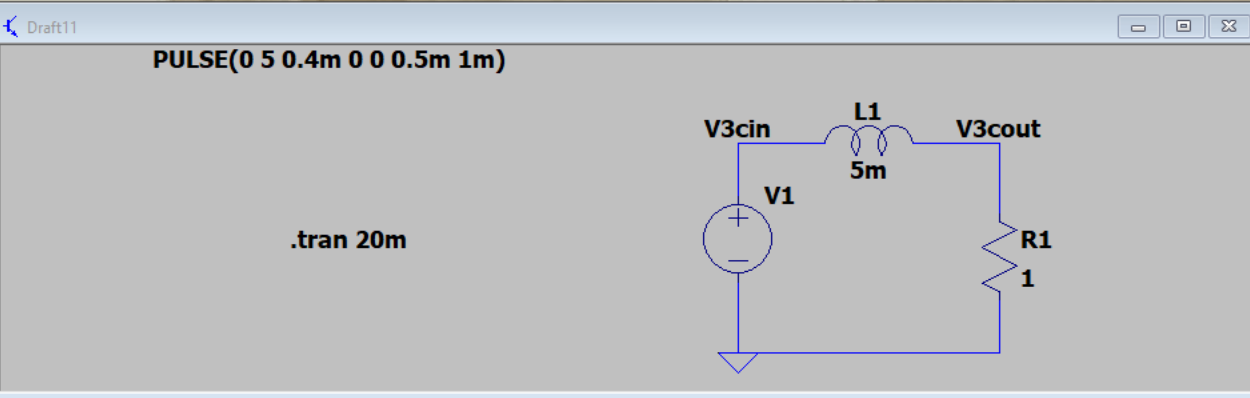 Draft11
PULSE(0 5 0.4m 0 0 0.5m 1m)
L1
V3cin
V3cout
5m
V1
.tran 20m
R1
1